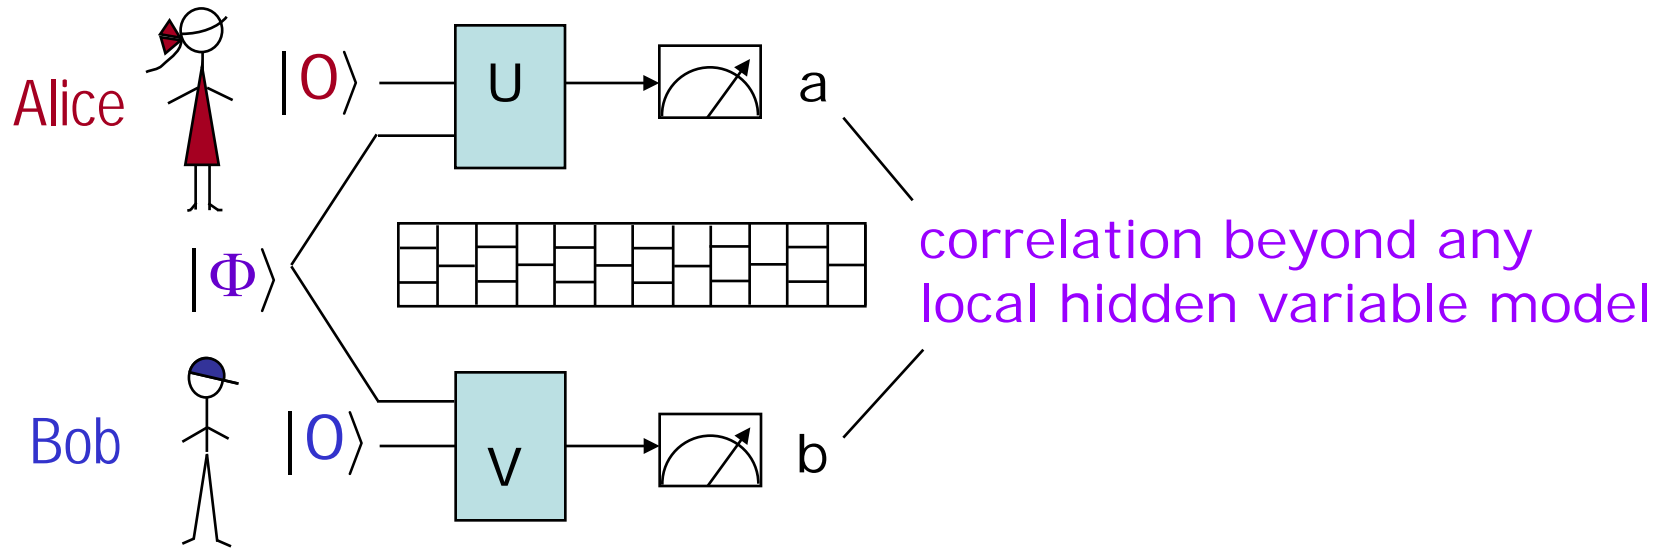 Alice |0⟩ U a
|Φ⟩
correlation beyond any
local hidden variable model
Bob |0⟩ V b